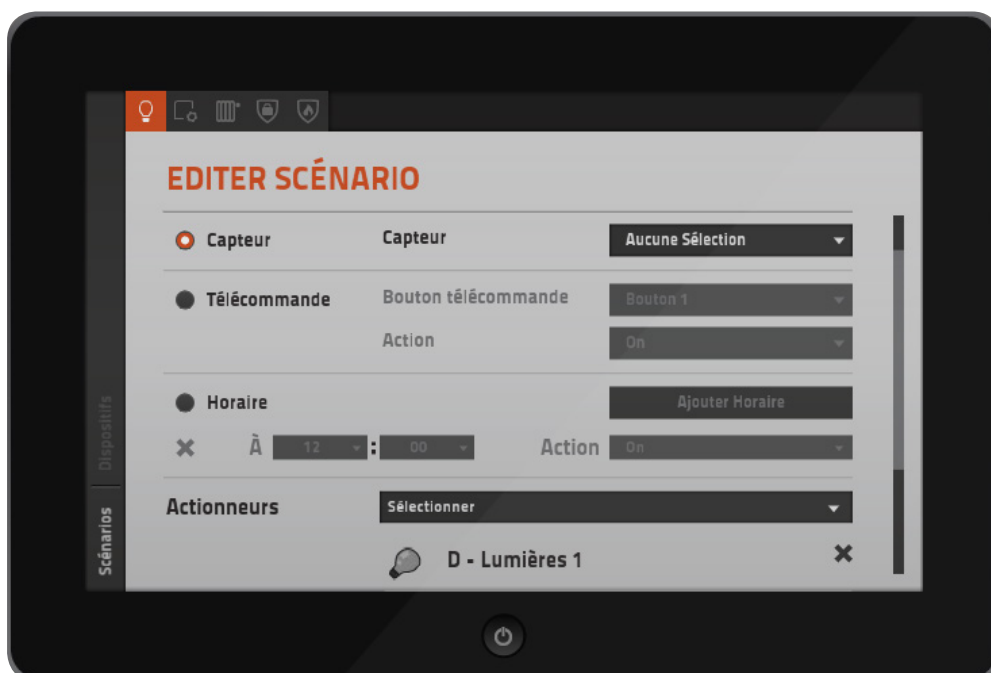 EDITER SCÉNARIO
Capteur Capteur Aucune Sélection
Télécommande Bouton télécommande Bouton 1
Action On
Horaire Ajouter Horaire
À 12 : 00 Action On
Actionneurs Sélectionner
D - Lumières 1
Dispositifs
Scénarios